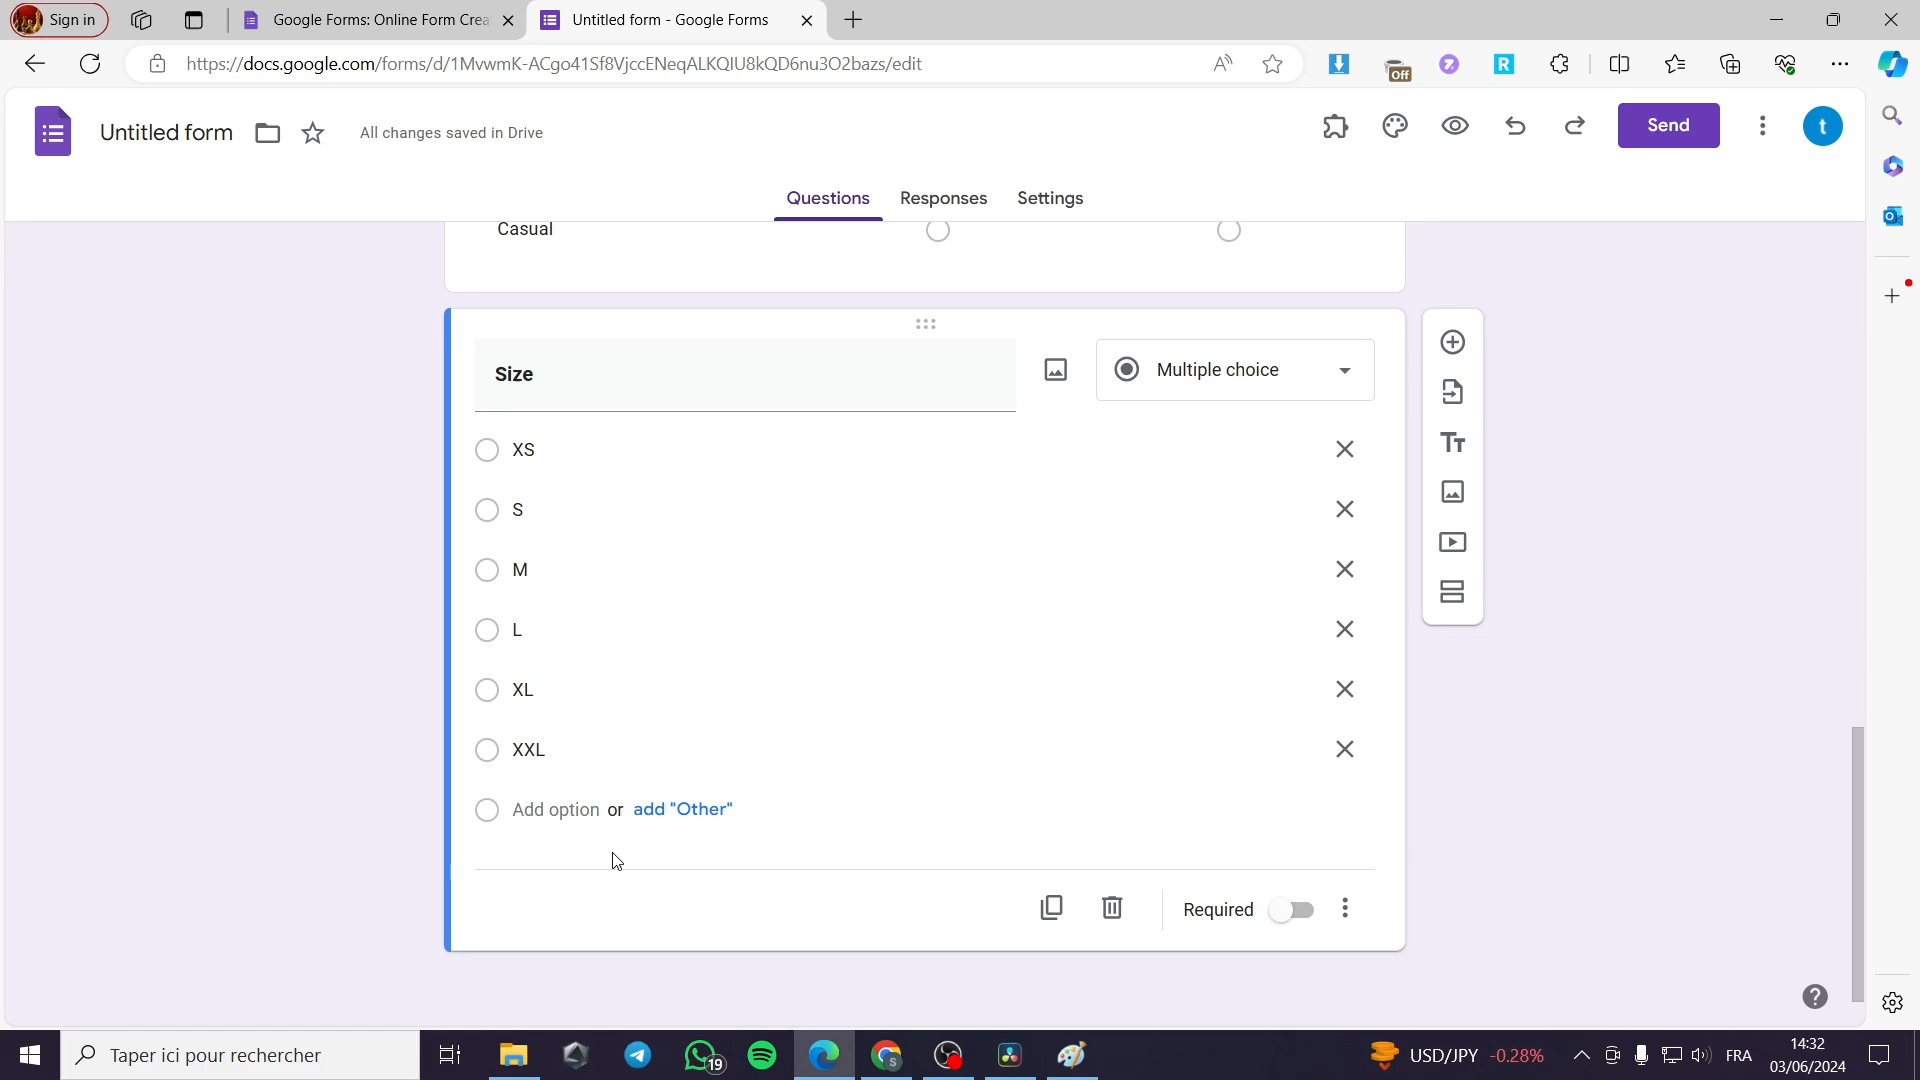 Sign in
Google Forms: Online Form Crea
Untitled form - Google Forms
https://docs.google.com/forms/d/1MvwmK-ACgo41Sf8VjccENeqALKQIU8kQD6nu3O2bazs/edit
Off
Untitled form
All changes saved in Drive
Send
t
Questions
Responses
Settings
Casual
Size
Multiple choice
XS
S
M
L
XL
XXL
Add option or add "Other"
Required
Taper ici pour rechercher
19
USD/JPY -0.28%
FRA
14:32
03/06/2024